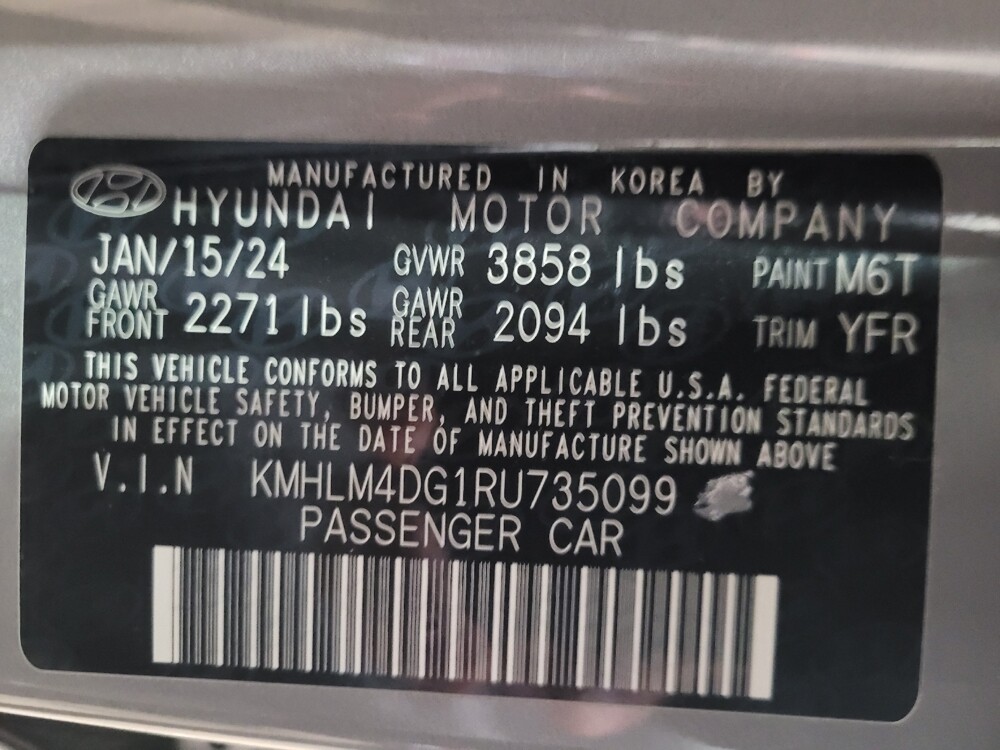 MANUFACTURED IN KOREA BY
HYUNDAI MOTOR COMPANY
JAN/15/24 GVWR 3858 lbs PAINT M6T
GAWR FRONT 2271 lbs GAWR REAR 2094 lbs TRIM YFR
THIS VEHICLE CONFORMS TO ALL APPLICABLE U.S.A. FEDERAL
MOTOR VEHICLE SAFETY, BUMPER, AND THEFT PREVENTION STANDARDS
IN EFFECT ON THE DATE OF MANUFACTURE SHOWN ABOVE
V.I.N KMHLM4DG1RU735099
PASSENGER CAR